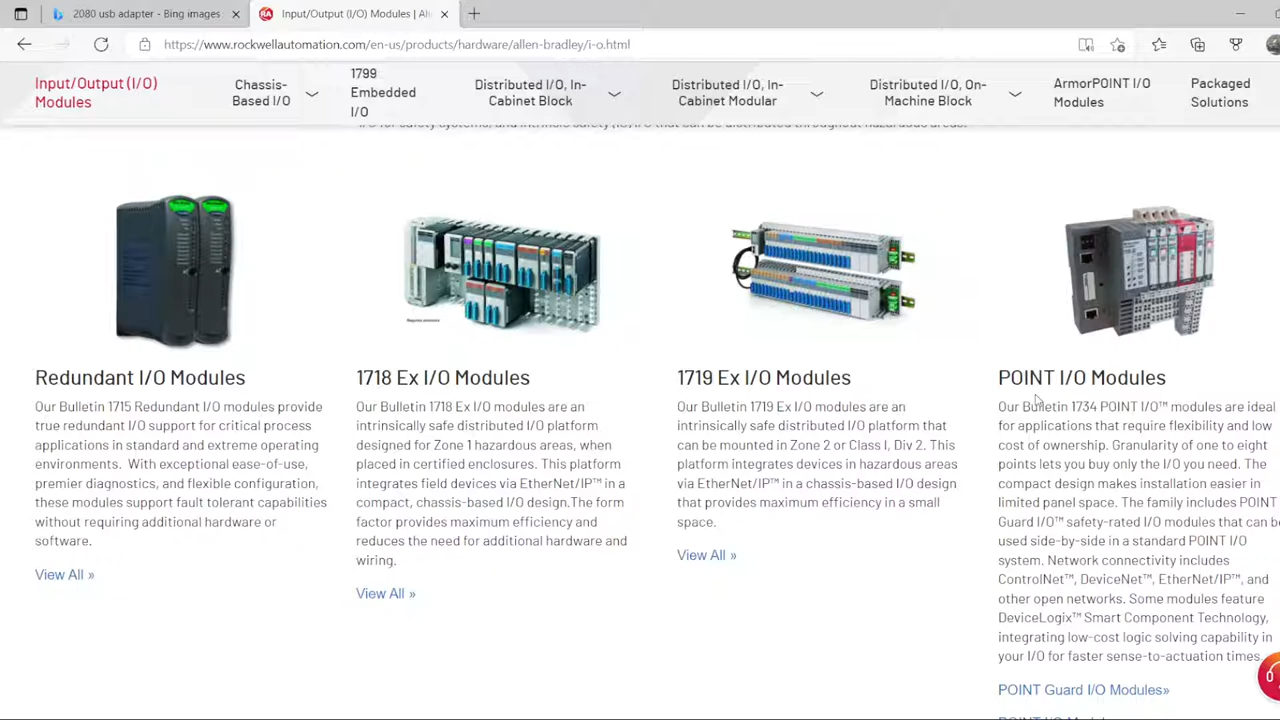 2080 usb adapter - Bing images
Input/Output (I/O) Modules | Al
https://www.rockwellautomation.com/en-us/products/hardware/allen-bradley/i-o.html
Input/Output (I/O)
Modules
Chassis-
Based I/O
1799
Embedded
I/O
Distributed I/O, In-
Cabinet Block
Distributed I/O, In-
Cabinet Modular
Distributed I/O, On-
Machine Block
ArmorPOINT I/O
Modules
Packaged
Solutions
I/O for safety systems, and intrinsic safety (IS) I/O that can be distributed throughout hazardous areas.
Redundant I/O Modules
Our Bulletin 1715 Redundant I/O modules provide
true redundant I/O support for critical process
applications in standard and extreme operating
environments. With exceptional ease-of-use,
premier diagnostics, and flexible configuration,
these modules support fault tolerant capabilities
without requiring additional hardware or
software.
View All »
1718 Ex I/O Modules
Our Bulletin 1718 Ex I/O modules are an
intrinsically safe distributed I/O platform
designed for Zone 1 hazardous areas, when
placed in certified enclosures. This platform
integrates field devices via EtherNet/IP™ in a
compact, chassis-based I/O design.The form
factor provides maximum efficiency and
reduces the need for additional hardware and
wiring.
View All »
1719 Ex I/O Modules
Our Bulletin 1719 Ex I/O modules are an
intrinsically safe distributed I/O platform that
can be mounted in Zone 2 or Class I, Div 2. This
platform integrates devices in hazardous areas
via EtherNet/IP™ in a chassis-based I/O design
that provides maximum efficiency in a small
space.
View All »
POINT I/O Modules
Our Bulletin 1734 POINT I/O™ modules are ideal
for applications that require flexibility and low
cost of ownership. Granularity of one to eight
points lets you buy only the I/O you need. The
compact design makes installation easier in
limited panel space. The family includes POINT
Guard I/O™ safety-rated I/O modules that can be
used side-by-side in a standard POINT I/O
system. Network connectivity includes
ControlNet™, DeviceNet™, EtherNet/IP™, and
other open networks. Some modules feature
DeviceLogix™ Smart Component Technology,
integrating low-cost logic solving capability in
your I/O for faster sense-to-actuation times.
POINT Guard I/O Modules»